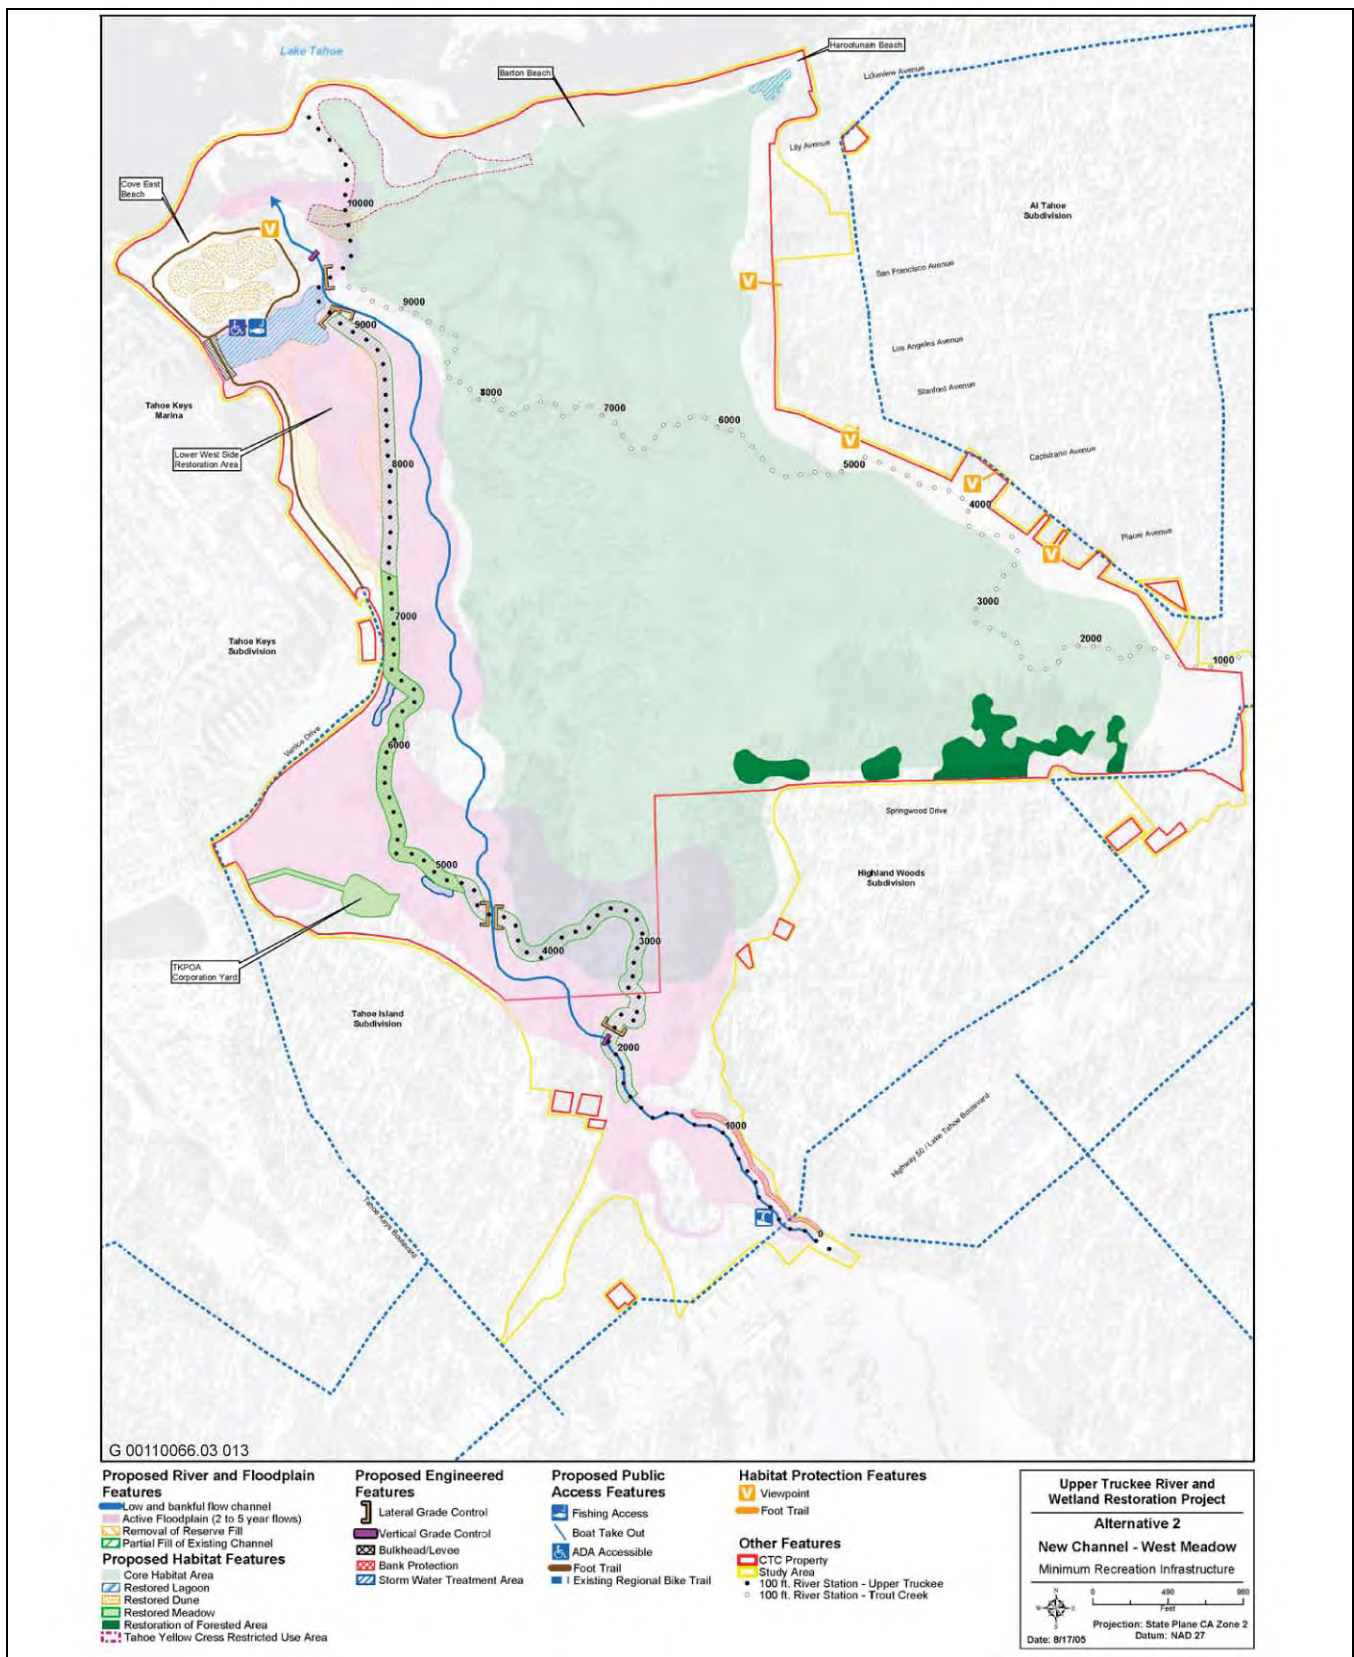 Lake Tahoe
Harootunain Beach
Barton Beach
Lakeview Avenue
Lily Avenue
Cove East
Beach
Al Tahoe
Subdivision
10000
San Francisco Avenue
9000
9000
Los Angeles Avenue
Stanford Avenue
8000
7000
6000
Tahoe Keys
Marina
Lower West Side
Restoration Area
8000
5000
Capistrano Avenue
4000
Placer Avenue
3000
7000
2000
1000
Tahoe Keys
Subdivision
Venice Drive
6000
Springwood Drive
5000
Highland Woods
Subdivision
4000
3000
TKPOA
Corporation Yard
Tahoe Island
Subdivision
2000
1000
Highway 50 / Lake Tahoe Boulevard
Tahoe Keys Boulevard
0
G 00110066.03 013
Proposed River and Floodplain
Features
Low and bankful flow channel
Active Floodplain (2 to 5 year flows)
Removal of Reserve Fill
Partial Fill of Existing Channel
Proposed Habitat Features
Core Habitat Area
Restored Lagoon
Restored Dune
Restored Meadow
Restoration of Forested Area
Tahoe Yellow Cress Restricted Use Area
Proposed Engineered
Features
Lateral Grade Control
Vertical Grade Control
Bulkhead/Levee
Bank Protection
Storm Water Treatment Area
Proposed Public
Access Features
Fishing Access
Boat Take Out
ADA Accessible
Foot Trail
Existing Regional Bike Trail
Habitat Protection Features
V Viewpoint
Foot Trail
Other Features
CTC Property
Study Area
100 ft. River Station - Upper Truckee
100 ft. River Station - Trout Creek
Upper Truckee River and
Wetland Restoration Project
Alternative 2
New Channel - West Meadow
Minimum Recreation Infrastructure
N
W E
S
0 490 980
Feet
Projection: State Plane CA Zone 2
Datum: NAD 27
Date: 8/17/05